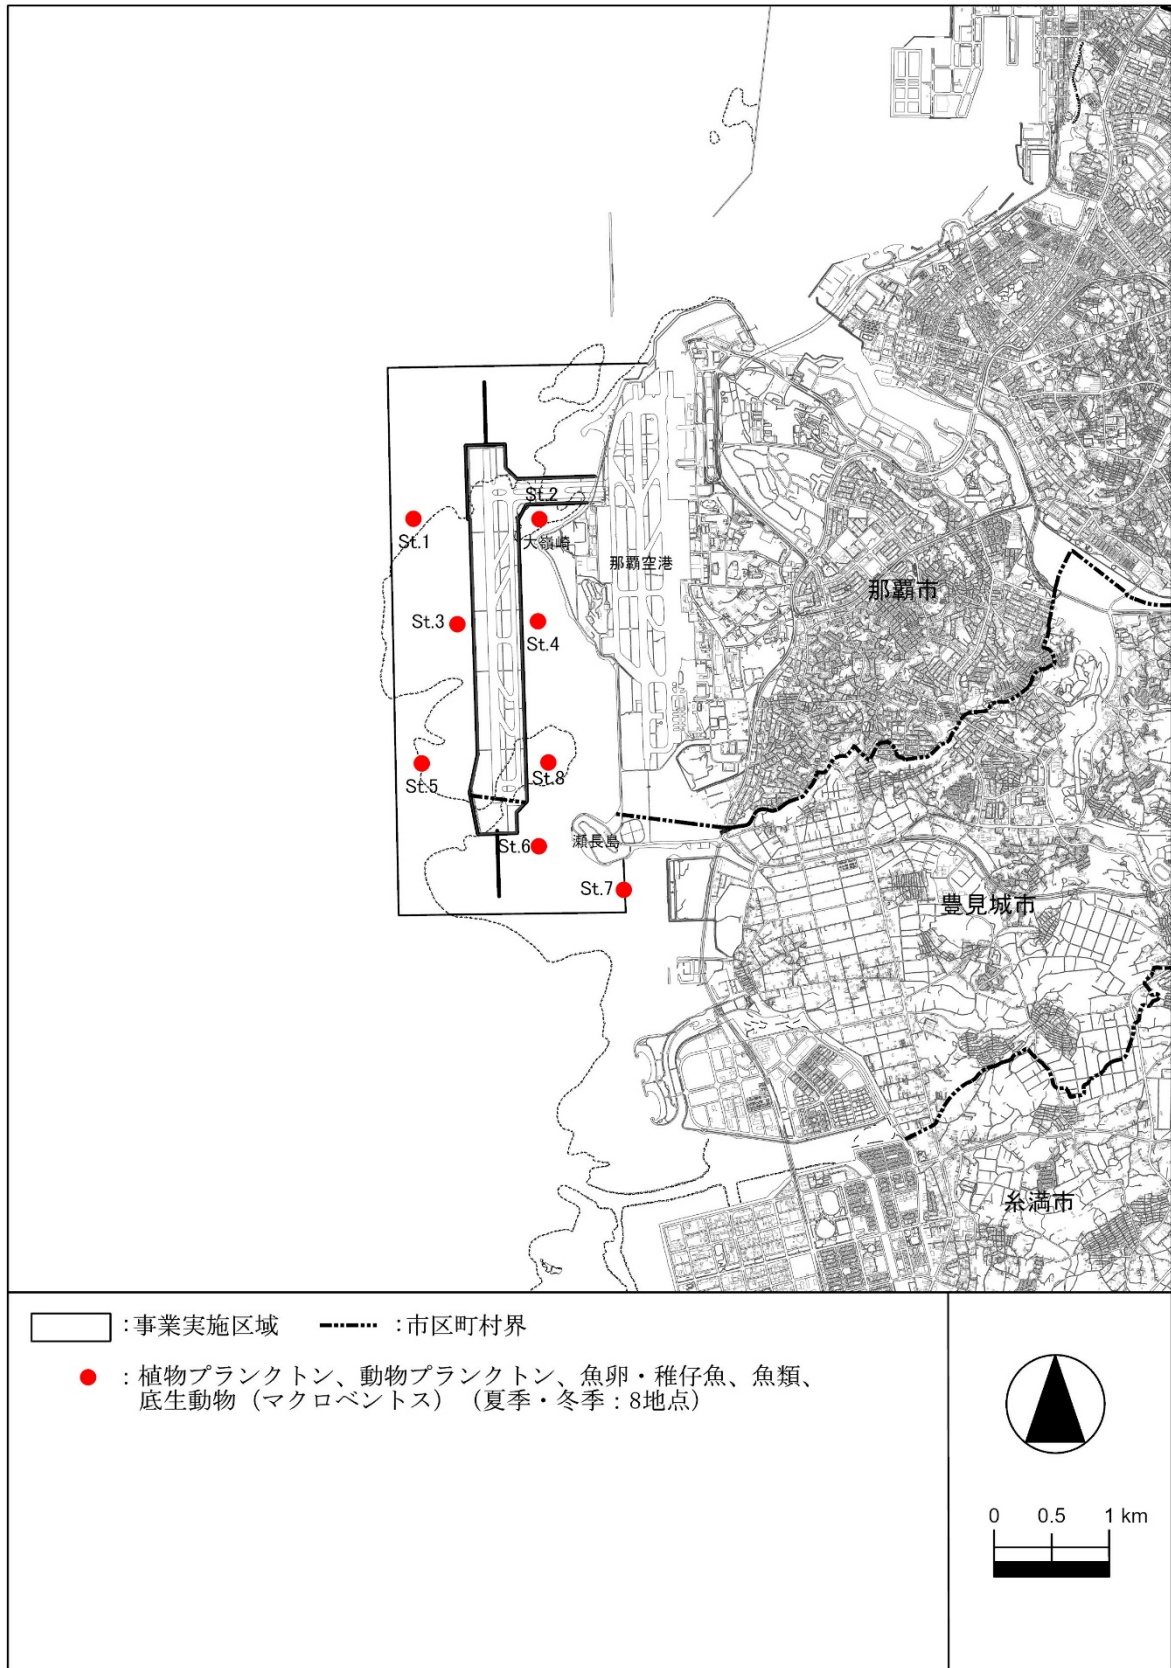 St.2
St.1
大嶺崎
那覇空港
那覇市
St.3
St.4
St.5
St.8
St.6
瀬長島
St.7
豊見城市
糸満市
：事業実施区域
：市区町村界
：植物プランクトン、動物プランクトン、魚卵・稚仔魚、魚類、
底生動物（マクロベントス）（夏季・冬季：8地点）
0 0.5 1 km